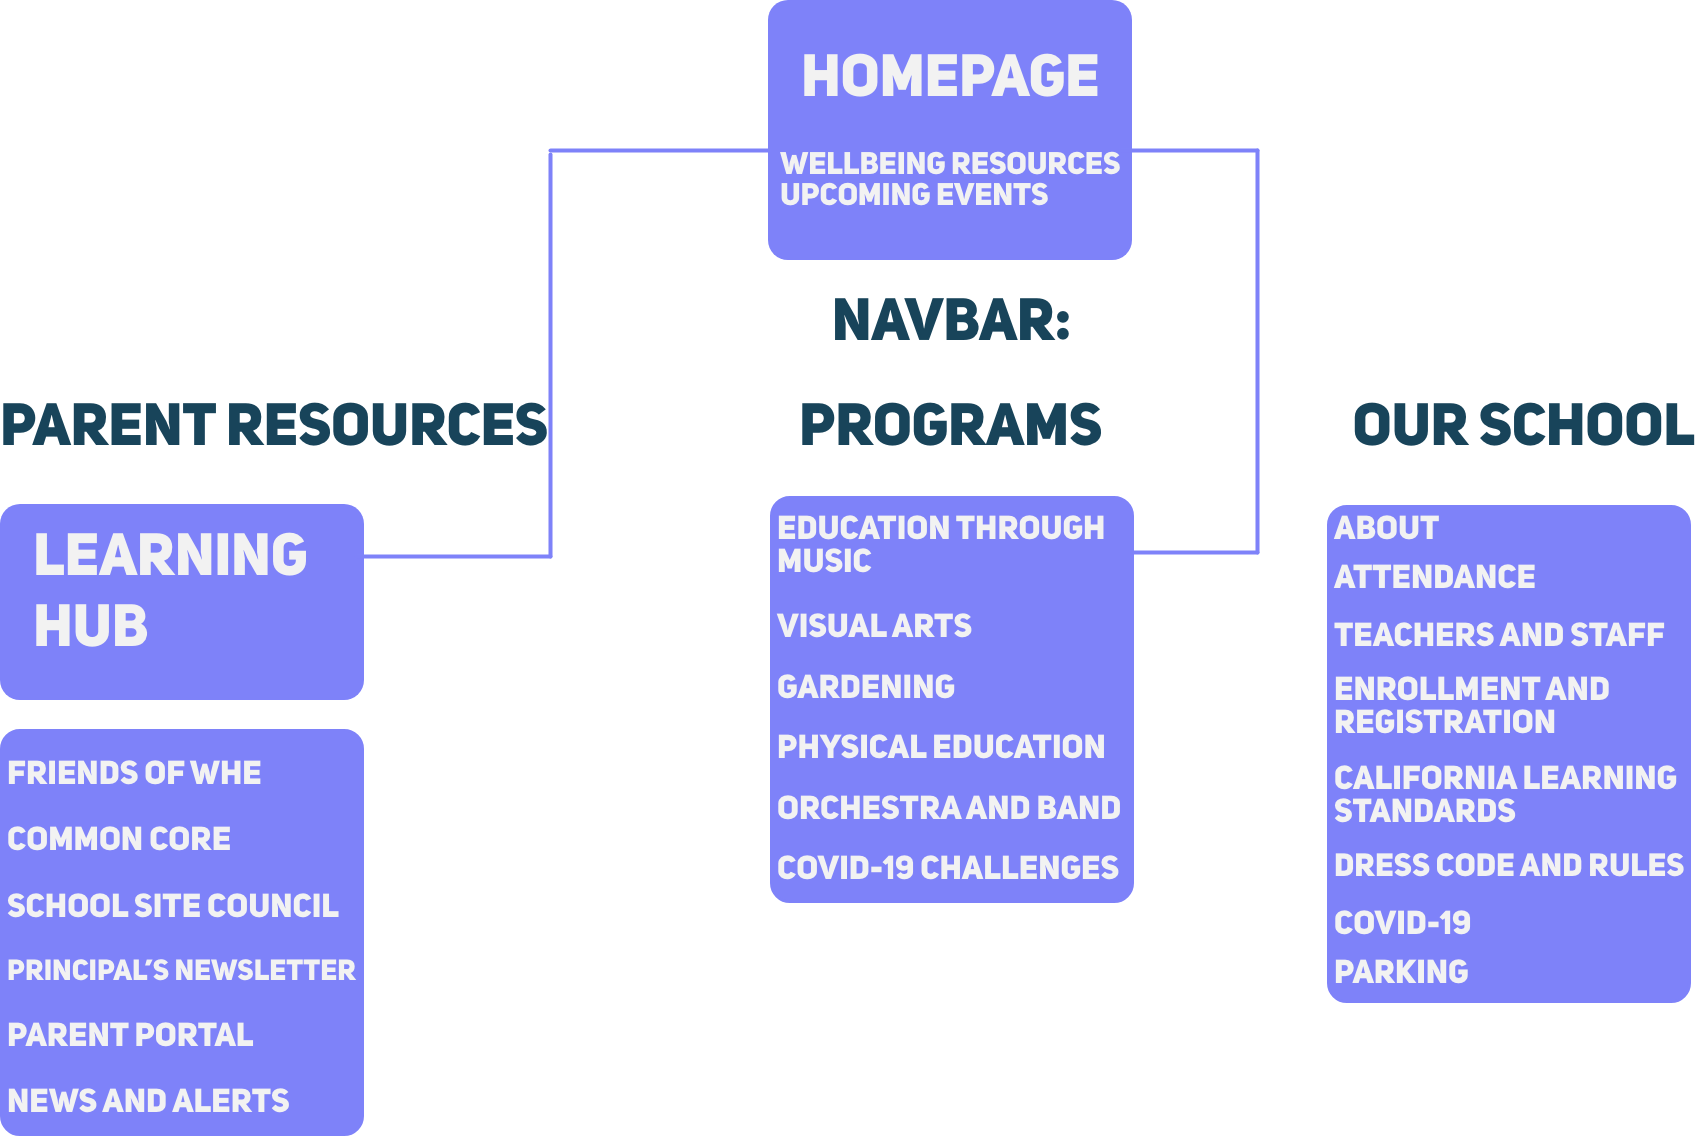 HOMEPAGE
WELLBEING RESOURCES
UPCOMING EVENTS
NAVBAR:
PARENT RESOURCES
LEARNING
HUB
FRIENDS OF WHE
COMMON CORE
SCHOOL SITE COUNCIL
PRINCIPAL’S NEWSLETTER
PARENT PORTAL
NEWS AND ALERTS
PROGRAMS
EDUCATION THROUGH
MUSIC
VISUAL ARTS
GARDENING
PHYSICAL EDUCATION
ORCHESTRA AND BAND
COVID-19 CHALLENGES
OUR SCHOOL
ABOUT
ATTENDANCE
TEACHERS AND STAFF
ENROLLMENT AND
REGISTRATION
CALIFORNIA LEARNING
STANDARDS
DRESS CODE AND RULES
COVID-19
PARKING